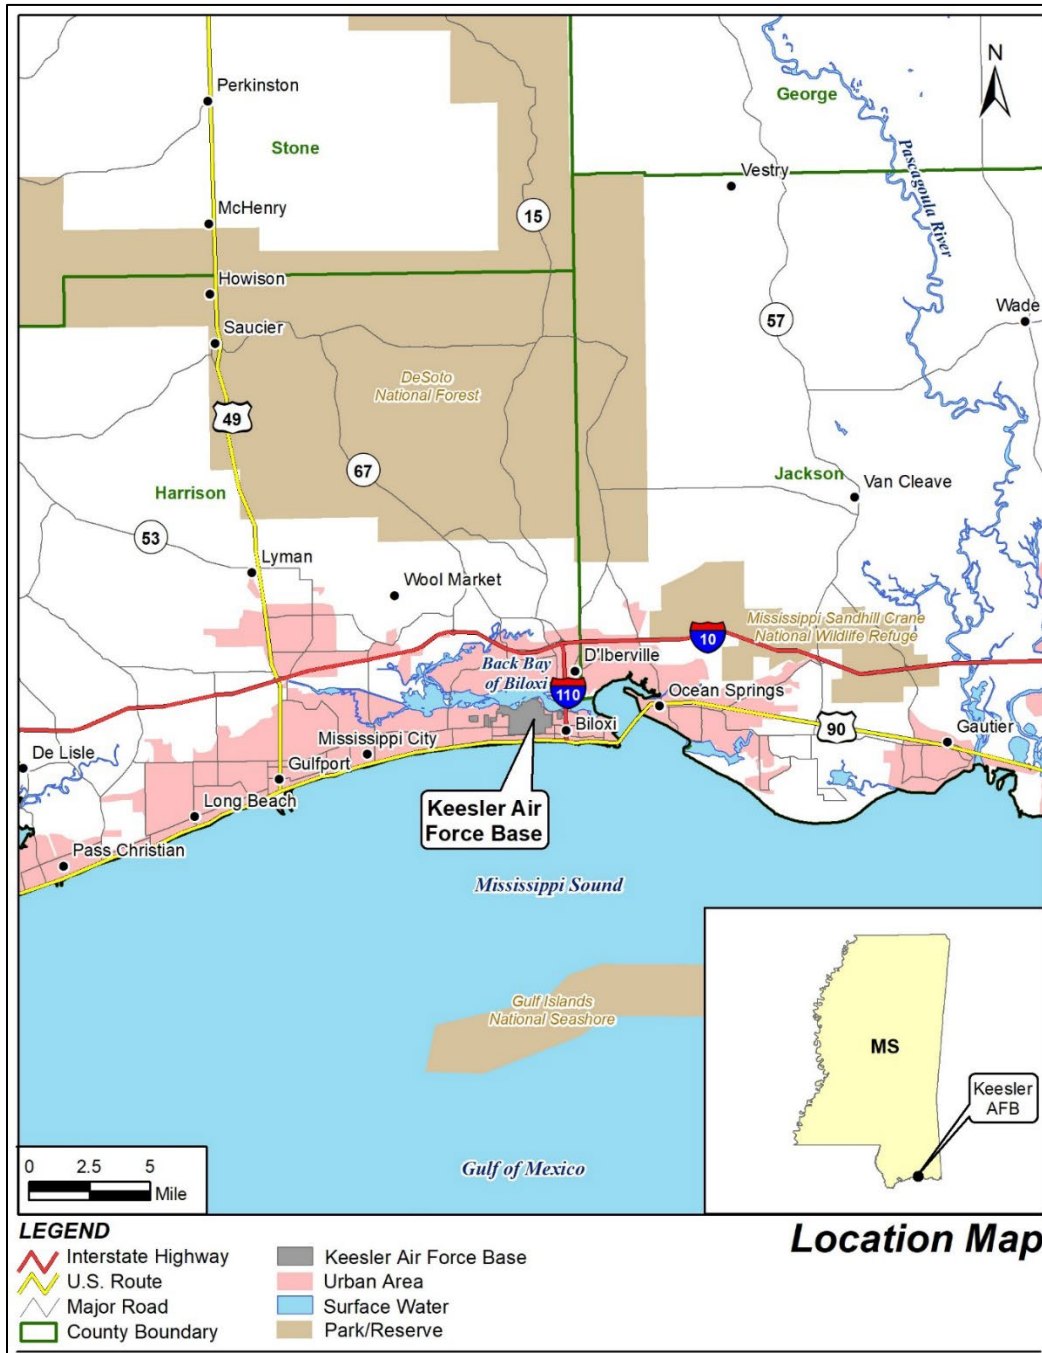 N
George
Perkinston
Stone
Pascagoula River
Vestry
15
McHenry
Howison
57
Wade
Saucier
DeSoto
National Forest
49
67
Jackson
Van Cleave
Harrison
53
Lyman
Wool Market
Mississippi Sandhill Crane
National Wildlife Refuge
10
Back Bay
of Biloxi
D'Iberville
110
Ocean Springs
90
Biloxi
Gautier
De Lisle
Mississippi City
Gulfport
Long Beach
Keesler Air
Force Base
Pass Christian
Mississippi Sound
Gulf Islands
National Seashore
MS
Keesler
AFB
Gulf of Mexico
0 2.5 5
Mile
LEGEND
Interstate Highway
U.S. Route
Major Road
County Boundary
Keesler Air Force Base
Urban Area
Surface Water
Park/Reserve
Location Map